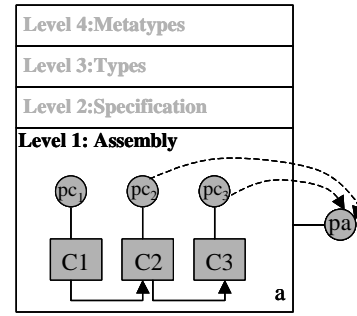 Level 4:Metatypes
Level 3:Types
Level 2:Specification
Level 1: Assembly
pc1 pc2 pc3
pa
C1 C2 C3
a